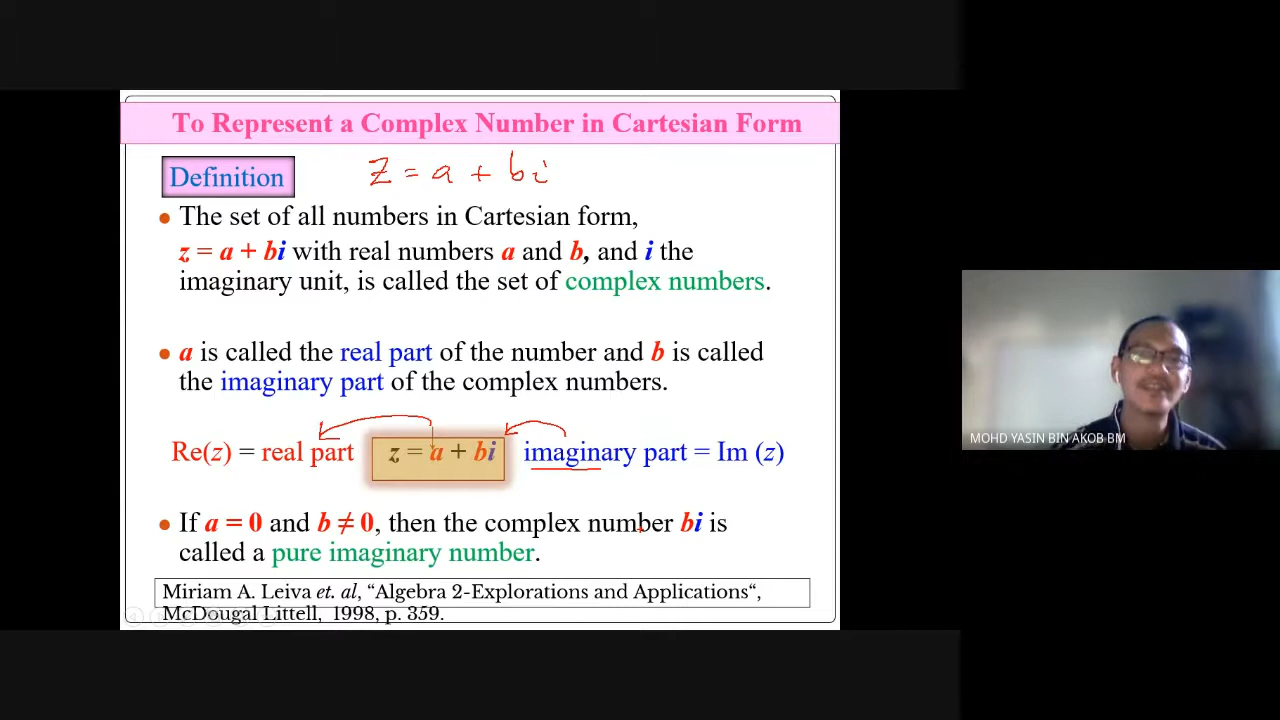 To Represent a Complex Number in Cartesian Form
Definition
z = a + bi
The set of all numbers in Cartesian form,
z = a + bi with real numbers a and b, and i the
imaginary unit, is called the set of complex numbers.
a is called the real part of the number and b is called
the imaginary part of the complex numbers.
Re(z) = real part z = a + bi imaginary part = Im (z)
If a = 0 and b ≠ 0, then the complex number bi is
called a pure imaginary number.
Miriam A. Leiva et. al, “Algebra 2-Explorations and Applications“,
McDougal Littell, 1998, p. 359.
MOHD YASIN BIN AKOB BM